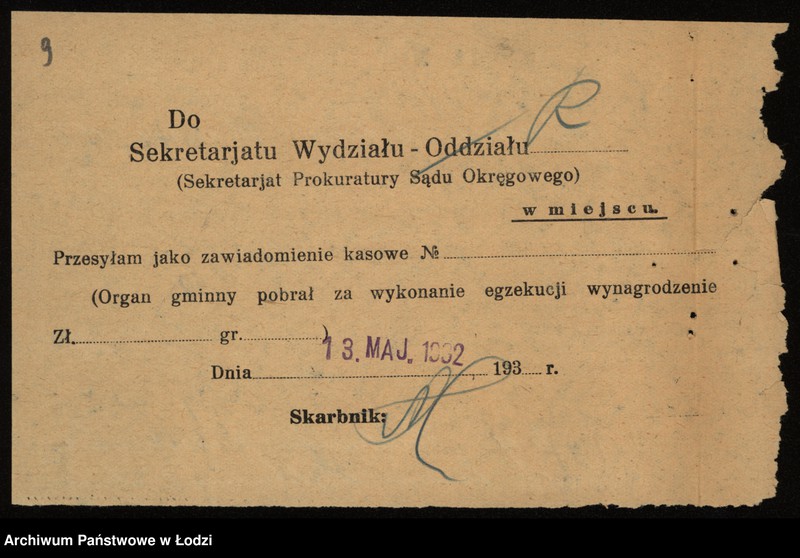 9
Do
Sekretarjatu Wydziału - Oddziału R
(Sekretarjat Prokuratury Sądu Okręgowego)
w miejscu.
Przesyłam jako zawiadomienie kasowe №
(Organ gminny pobrał za wykonanie egzekucji wynagrodzenie
Zł. gr. )
13. MAJ. 1932
Dnia 193 r.
Skarbnik:
Archiwum Państwowe w Łodzi